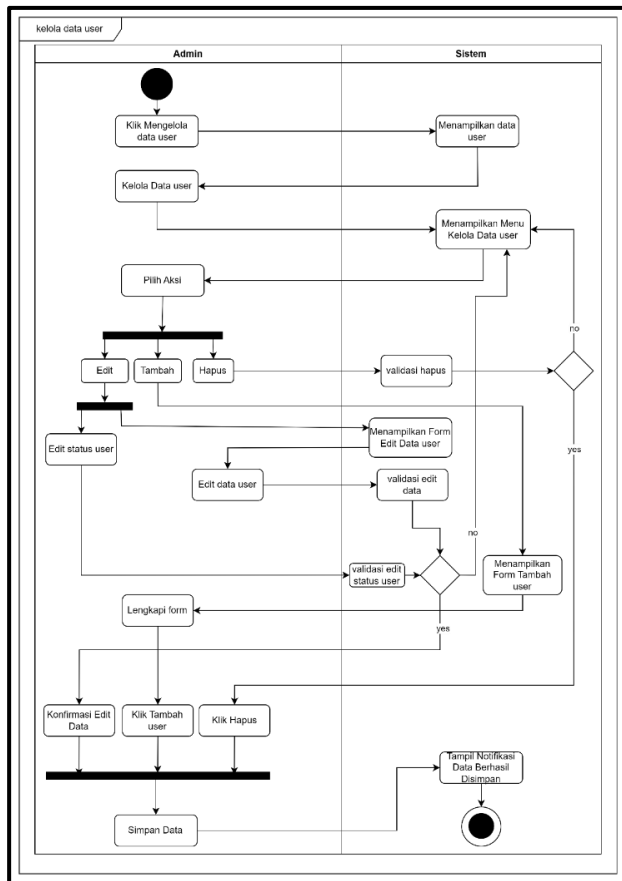 kelola data user
Admin
Sistem
Klik Mengelola
data user
Menampilkan data
user
Kelola Data user
Menampilkan Menu
Kelola Data user
Pilih Aksi
no
Edit
Tambah
Hapus
validasi hapus
Edit status user
Menampilkan Form
Edit Data user
yes
Edit data user
validasi edit
data
no
validasi edit
status user
Menampilkan
Form Tambah
user
Lengkapi form
yes
Konfirmasi Edit
Data
Klik Tambah
user
Klik Hapus
Tampil Notifikasi
Data Berhasil
Disimpan
Simpan Data